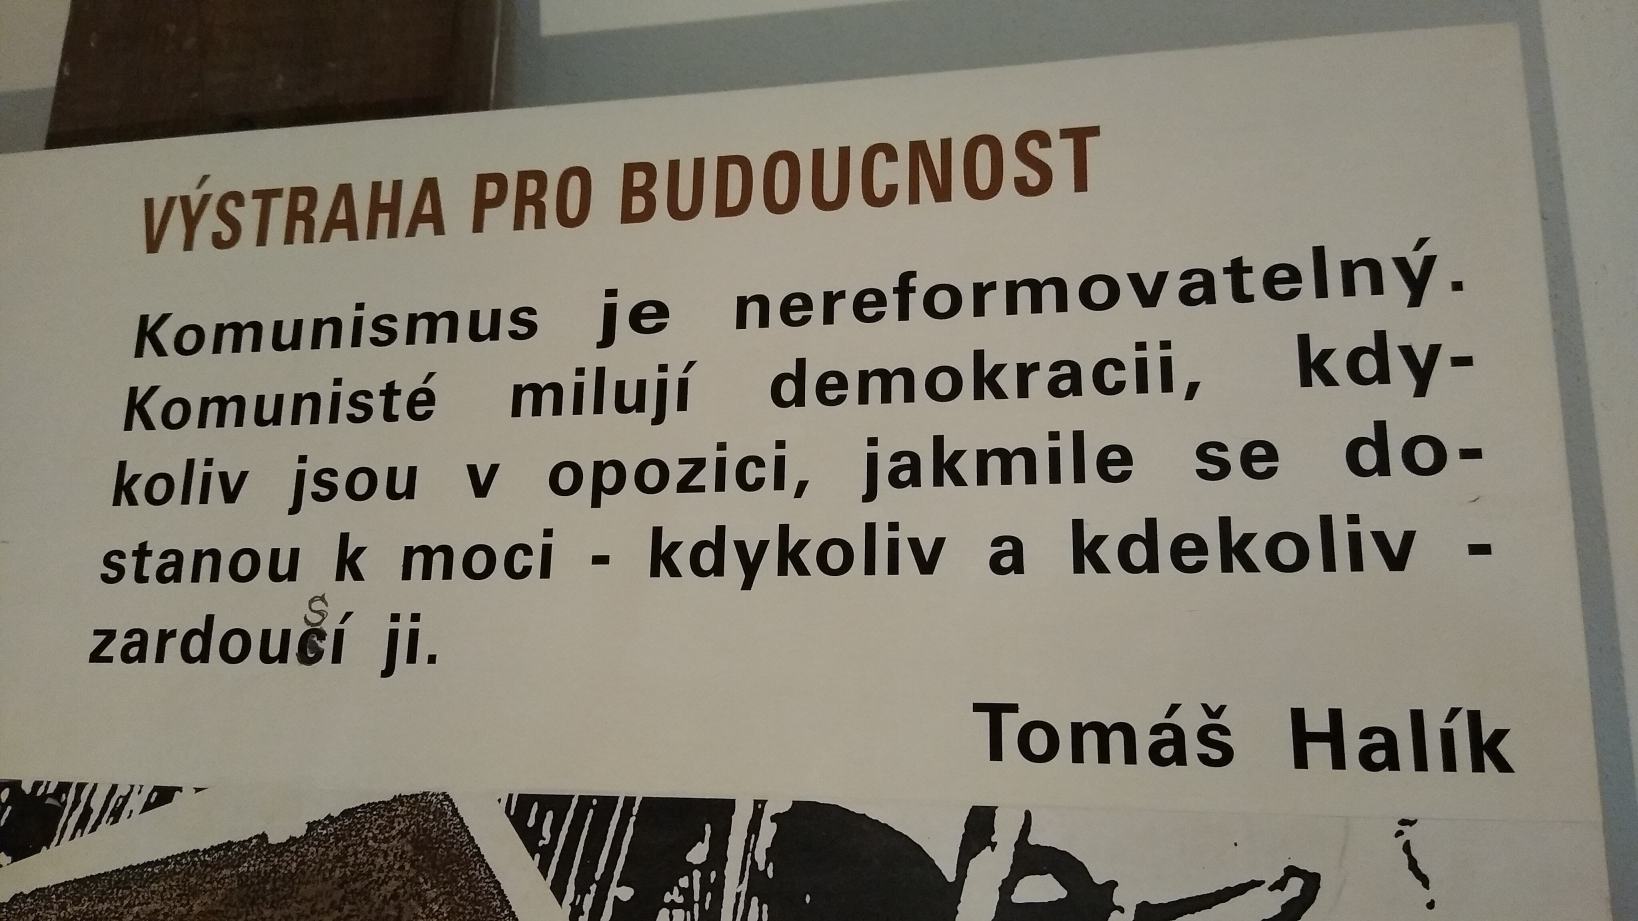 VÝSTRAHA PRO BUDOUCNOST
Komunismus je nereformovatelný.
Komunisté milují demokracii, kdy-
koliv jsou v opozici, jakmile se do-
stanou k moci - kdykoliv a kdekoliv -
zardoučí ji.
Š
Tomáš Halík